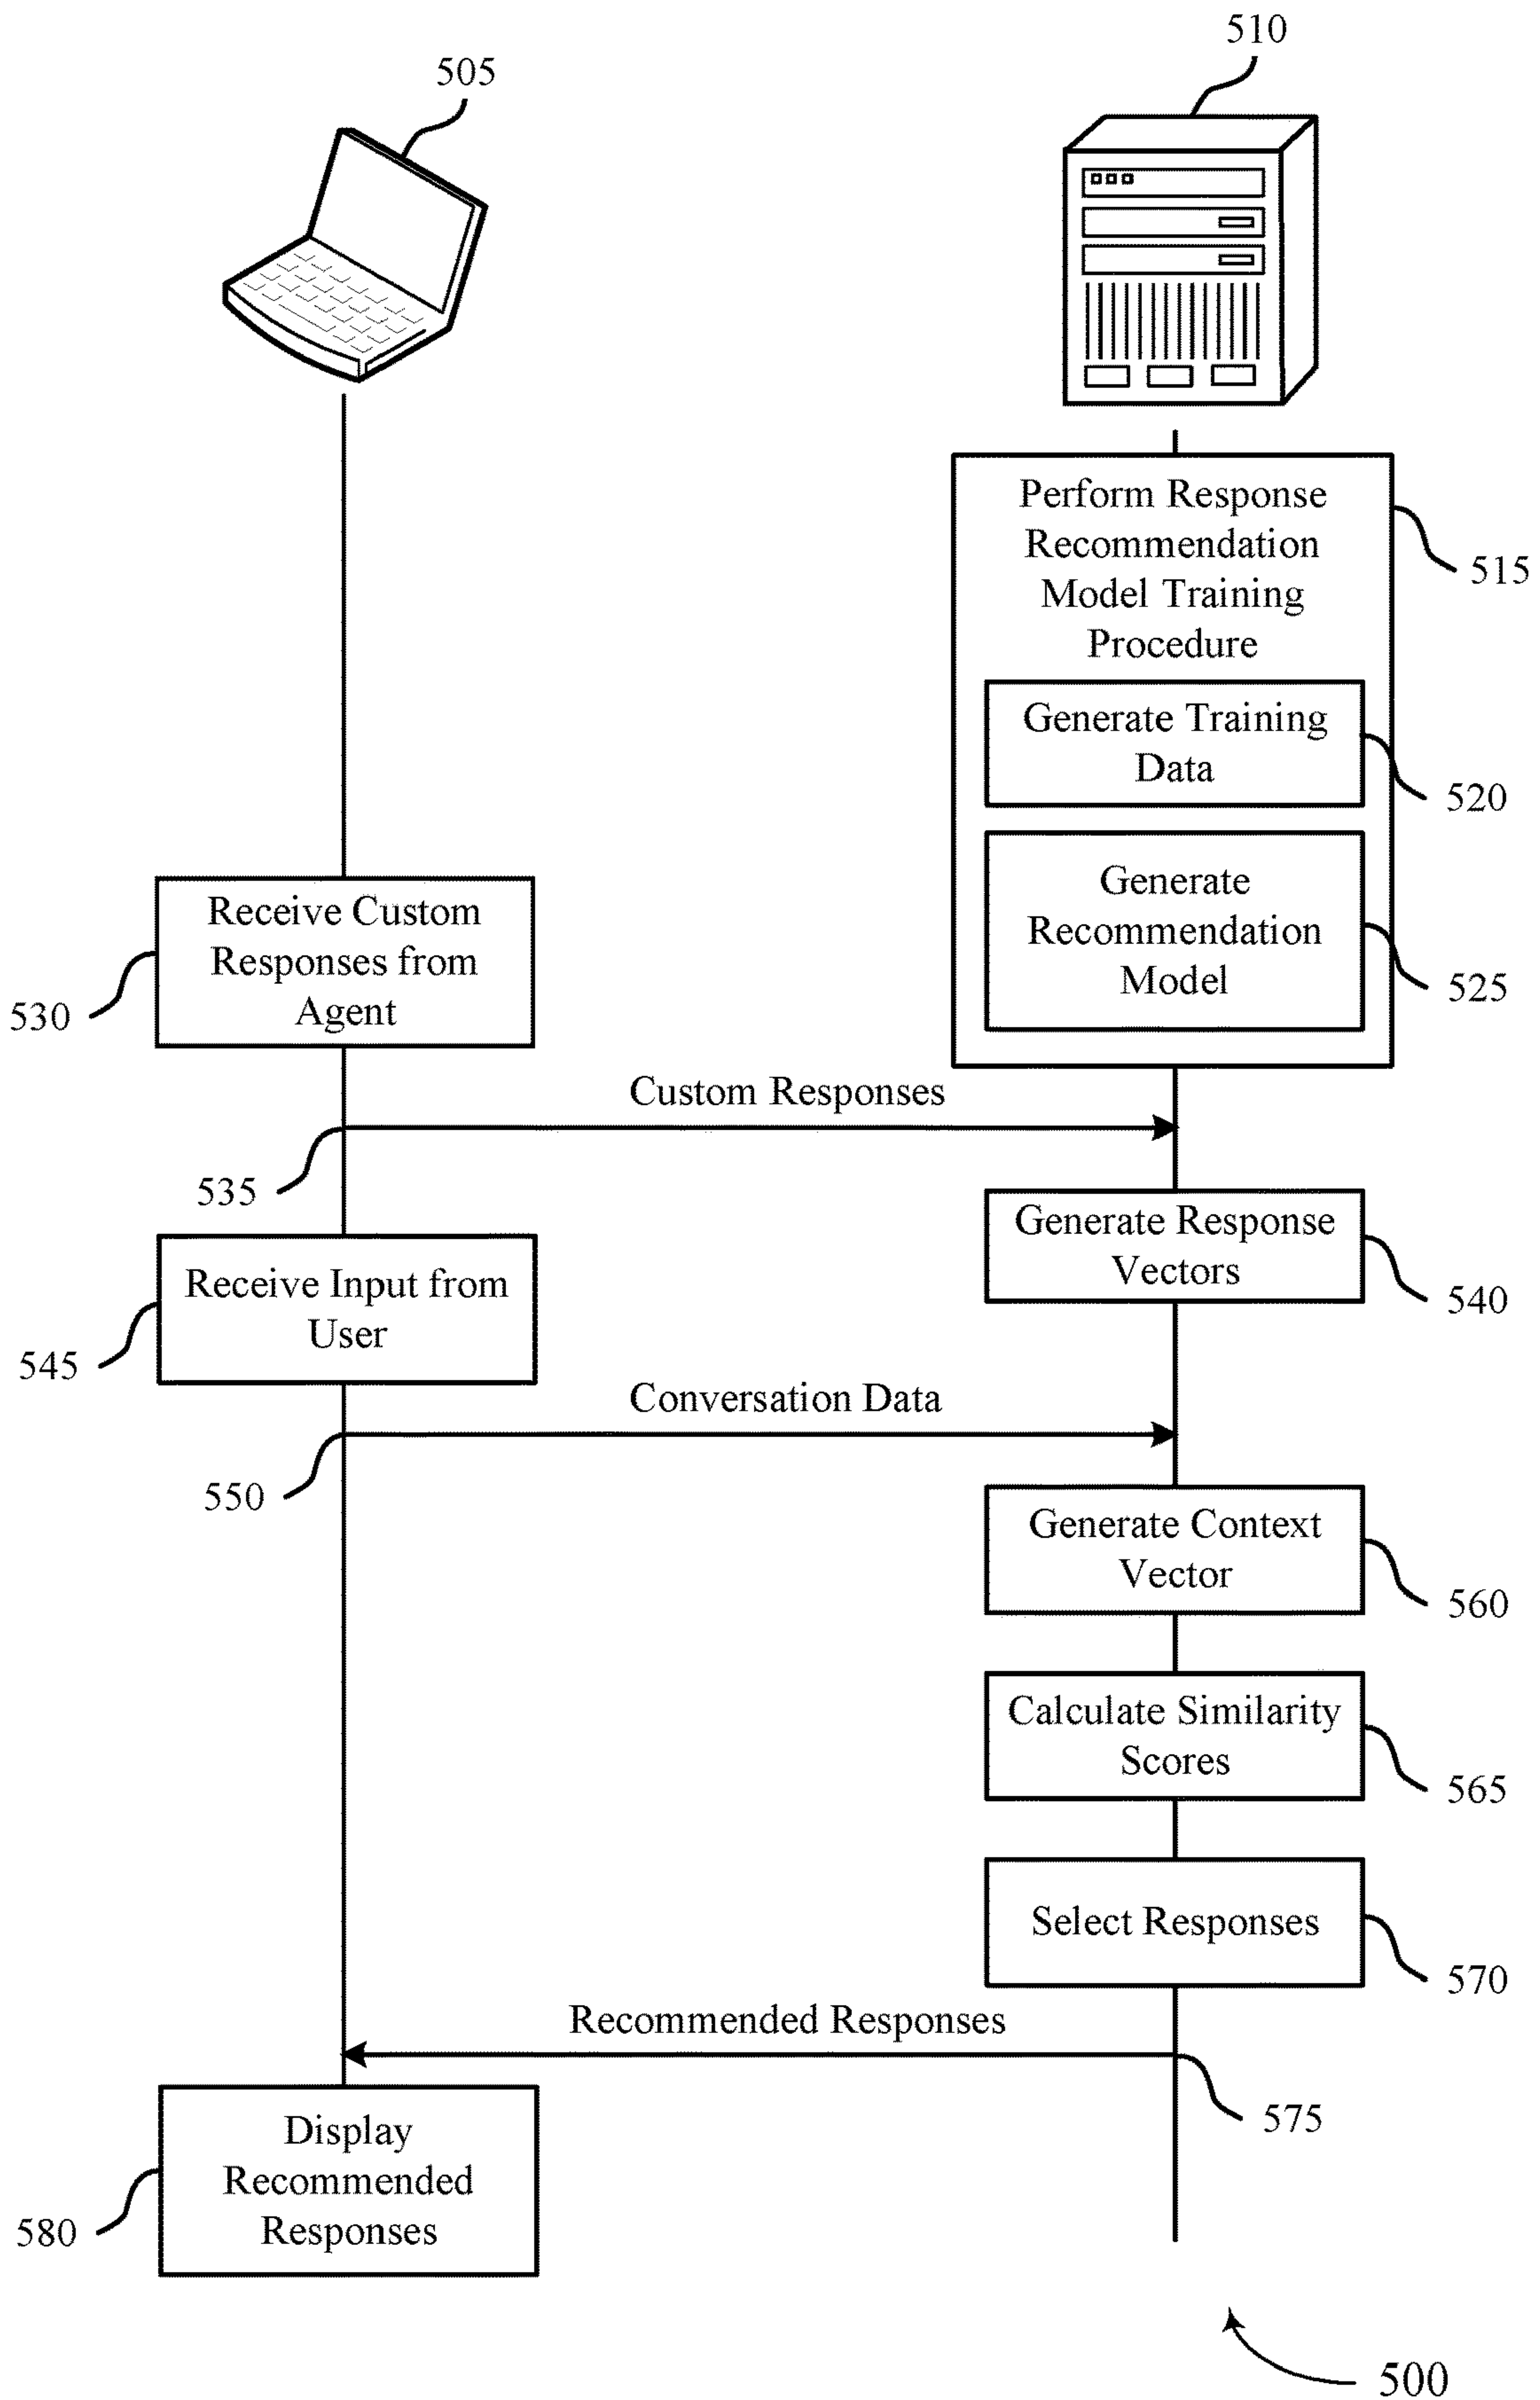 510
505
Perform Response
Recommendation
Model Training
Procedure
515
Generate Training
Data
520
Generate
Recommendation
Model
525
Receive Custom
Responses from
Agent
530
Custom Responses
535
Generate Response
Vectors
540
Receive Input from
User
545
Conversation Data
550
Generate Context
Vector
560
Calculate Similarity
Scores
565
Select Responses
570
Recommended Responses
575
Display
Recommended
Responses
580
500